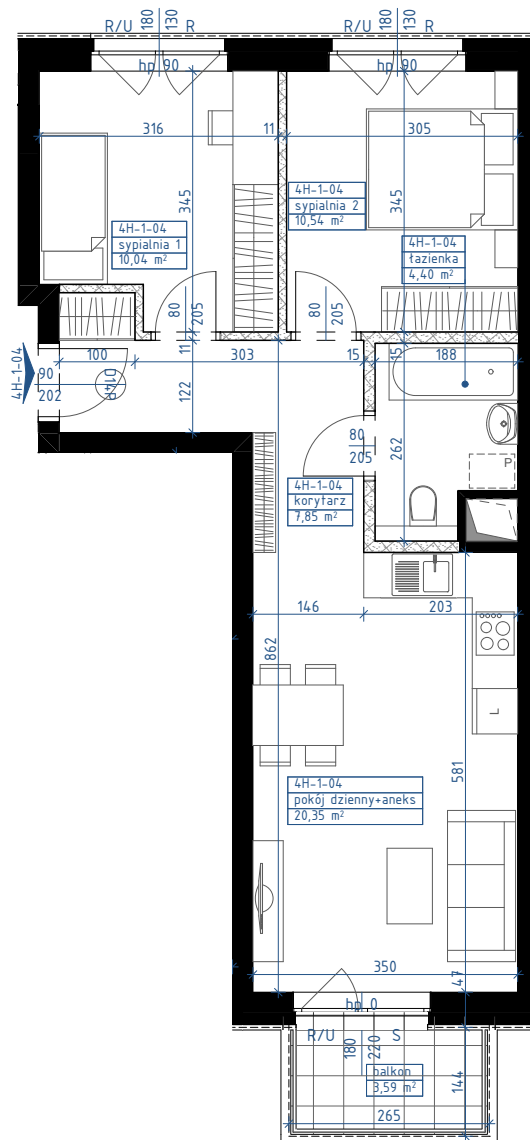 R/U 180 130 R
R/U 180 130 R
hp 90
hp 90
316
11
305
345
345
4H-1-04
sypialnia 1
10,04 m²
4H-1-04
sypialnia 2
10,54 m²
4H-1-04
łazienka
4,40 m²
80
205
80
205
4H-1-04
90
202
100
D14P
11
303
15
15
188
122
80
205
262
P
4H-1-04
korytarz
7,85 m²
146
203
862
L
581
4H-1-04
pokój dzienny+aneks
20,35 m²
350
47
hp 0
R/U
180
220
S
balkon
3,59 m²
144
265